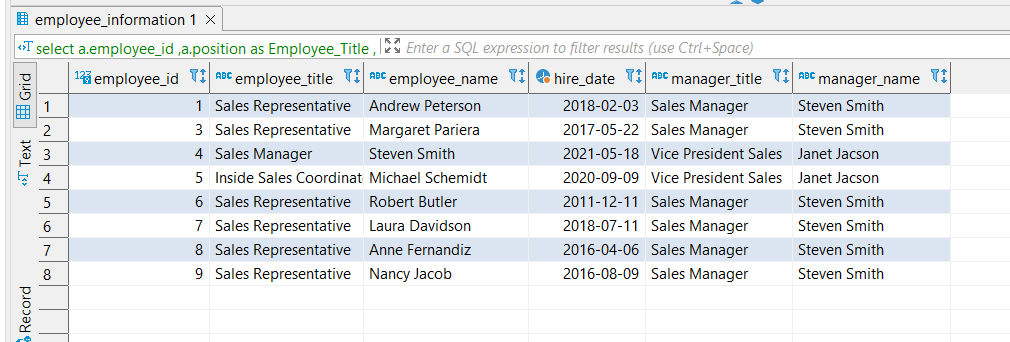 employee_information 1
select a.employee_id ,a.position as Employee_Title , Enter a SQL expression to filter results (use Ctrl+Space)
Grid
Text
Record
123 employee_id ABC employee_title ABC employee_name hire_date ABC manager_title ABC manager_name
1 1 Sales Representative Andrew Peterson 2018-02-03 Sales Manager Steven Smith
2 3 Sales Representative Margaret Pariera 2017-05-22 Sales Manager Steven Smith
3 4 Sales Manager Steven Smith 2021-05-18 Vice President Sales Janet Jacson
4 5 Inside Sales Coordinat Michael Schemidt 2020-09-09 Vice President Sales Janet Jacson
5 6 Sales Representative Robert Butler 2011-12-11 Sales Manager Steven Smith
6 7 Sales Representative Laura Davidson 2018-07-11 Sales Manager Steven Smith
7 8 Sales Representative Anne Fernandiz 2016-04-06 Sales Manager Steven Smith
8 9 Sales Representative Nancy Jacob 2016-08-09 Sales Manager Steven Smith